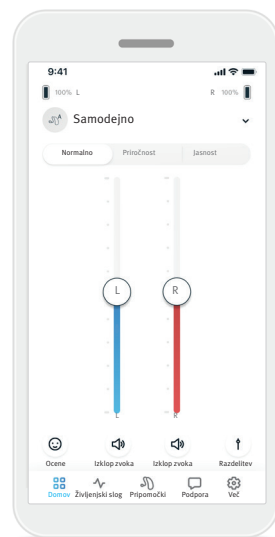 9:41
100% L R 100%
Samodejno
Normalno Priročnost Jasnost
L R
L R
Ocene Izklop zvoka Izklop zvoka Razdelitev
Domov Življenjski slog Pripomočki Podpora Več